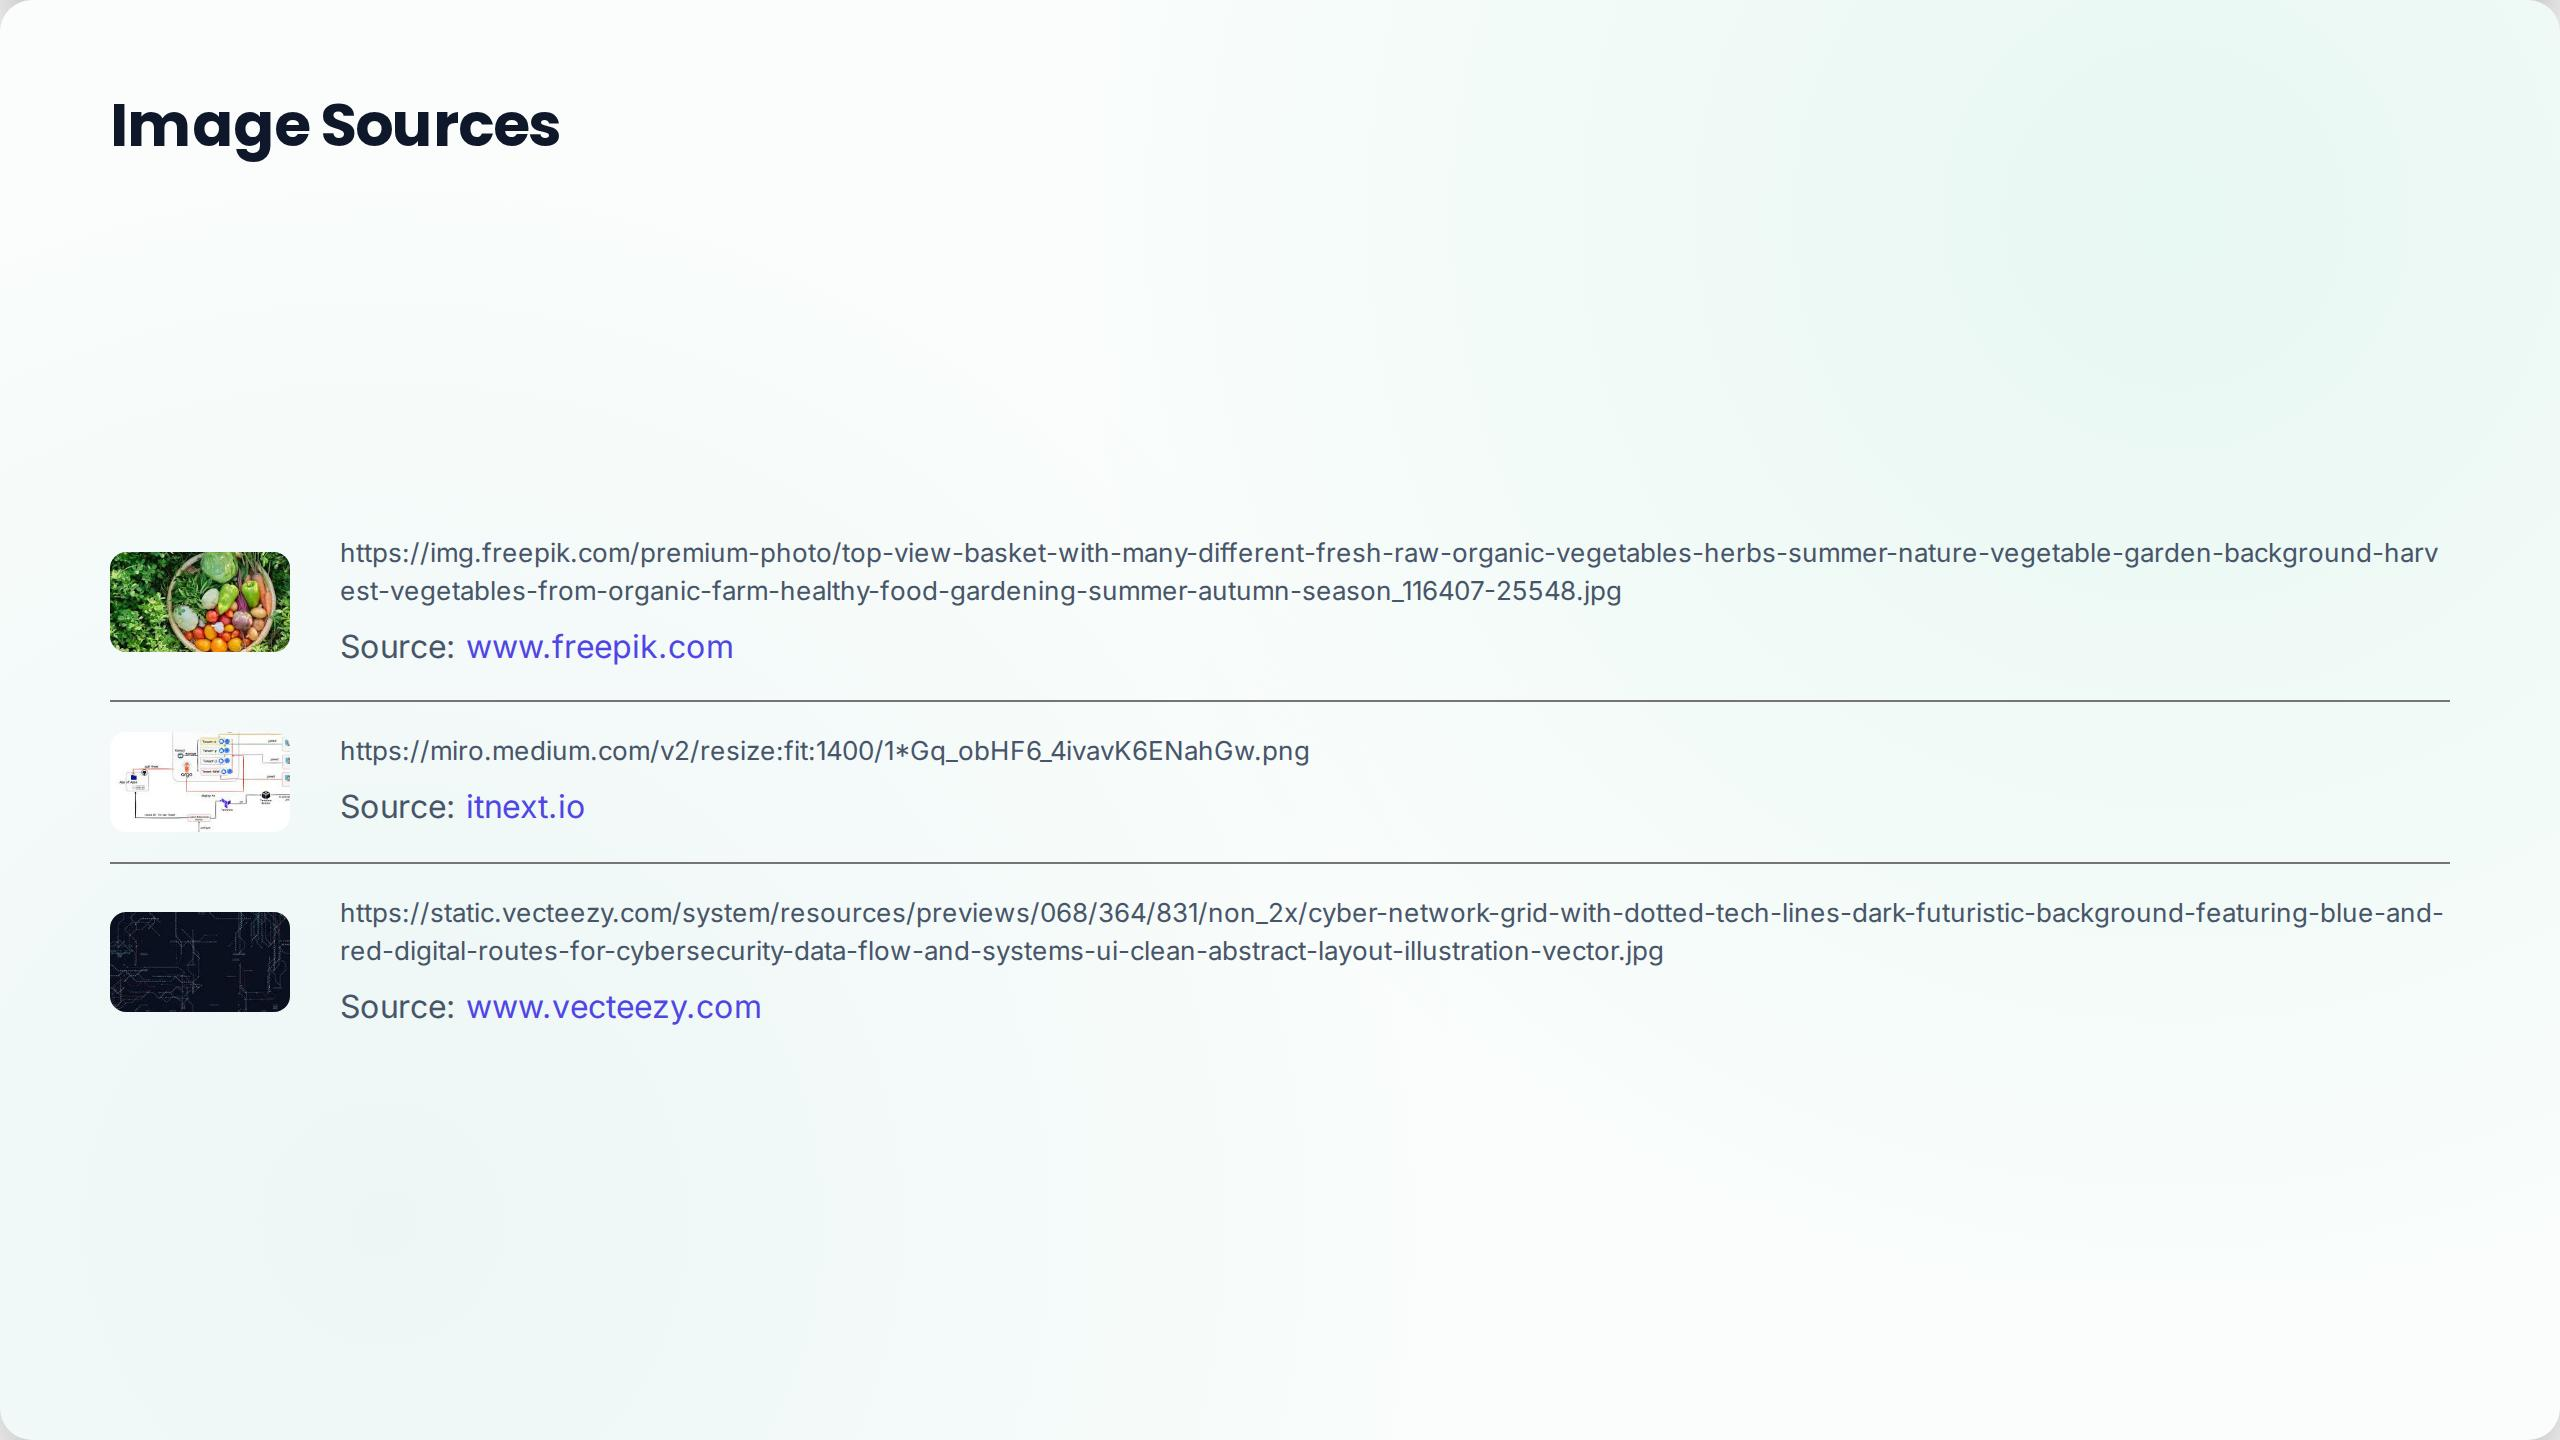 Image Sources
https://img.freepik.com/premium-photo/top-view-basket-with-many-different-fresh-raw-organic-vegetables-herbs-summer-nature-vegetable-garden-background-harv
est-vegetables-from-organic-farm-healthy-food-gardening-summer-autumn-season_116407-25548.jpg
Source: www.freepik.com
https://miro.medium.com/v2/resize:fit:1400/1*Gq_obHF6_4ivavK6ENahGw.png
Source: itnext.io
https://static.vecteezy.com/system/resources/previews/068/364/831/non_2x/cyber-network-grid-with-dotted-tech-lines-dark-futuristic-background-featuring-blue-and-
red-digital-routes-for-cybersecurity-data-flow-and-systems-ui-clean-abstract-layout-illustration-vector.jpg
Source: www.vecteezy.com